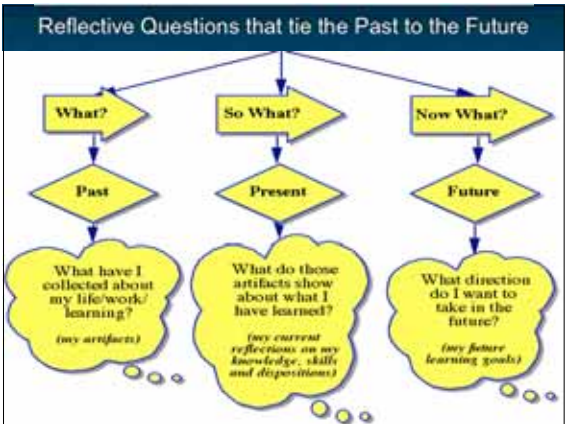 Reflective Questions that tie the Past to the Future
What?
So What?
Now What?
Past
Present
Future
What have I
collected about
my life/work/
learning?
(my artifacts)
What do those
artifacts show
about what I
have learned?
(my current
reflections on my
knowledge, skills
and dispositions)
What direction
do I want to
take in the
future?
(my future
learning goals)